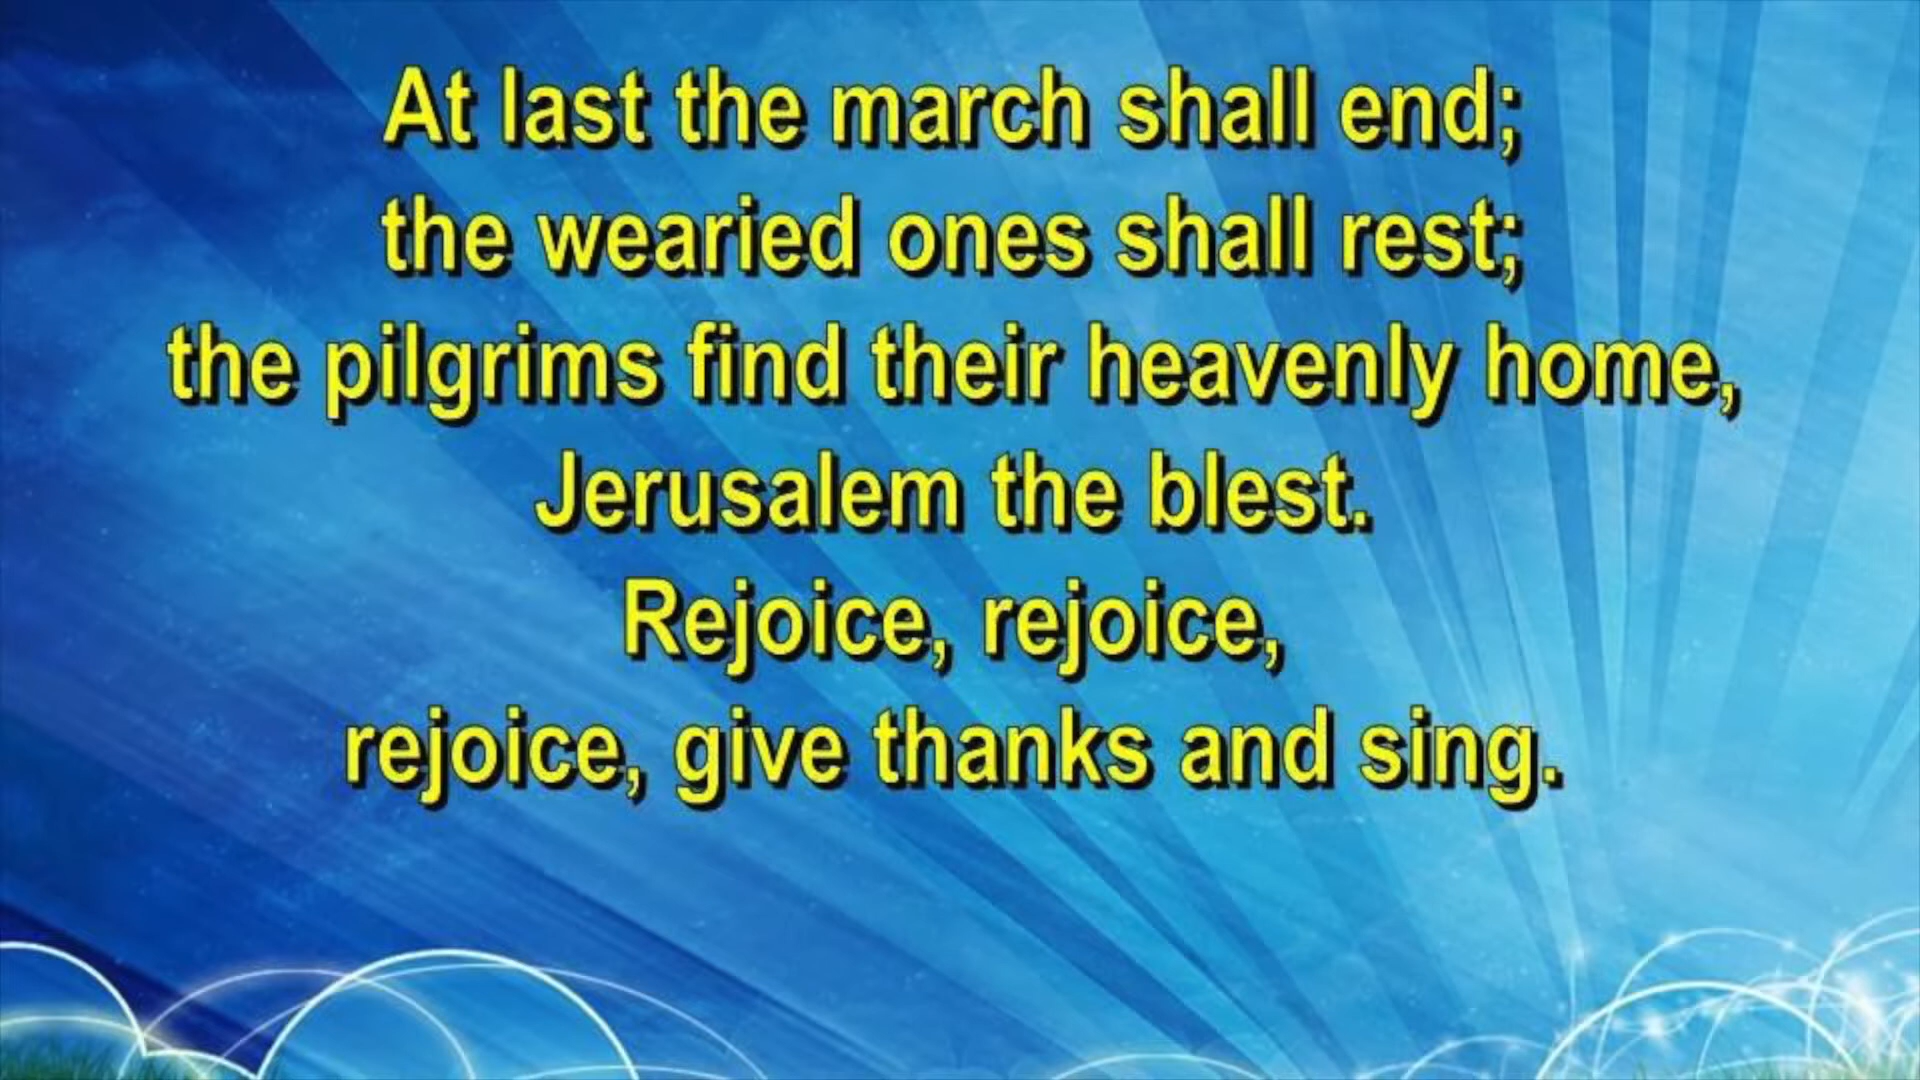 At last the march shall end;
the wearied ones shall rest;
the pilgrims find their heavenly home,
Jerusalem the blest.
Rejoice, rejoice,
rejoice, give thanks and sing.